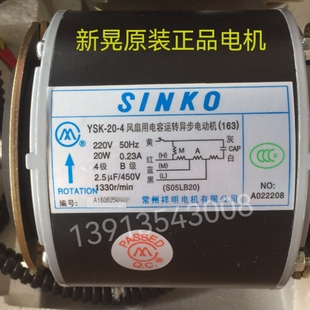 新晃原装正品电机
SINKO
YSK-20-4 风扇用电容运转异步电动机(163)
220V 50Hz
20W 0.23A
4极 B级
2.5μF/450V
1330r/min
黄
红
蓝
黑
M
A
灰
CAP
白
(S05LB20)
ROTATION
NO:
A022208
编号:
常州祥明电机有限公司
13913543008
PASSED
Q.C.